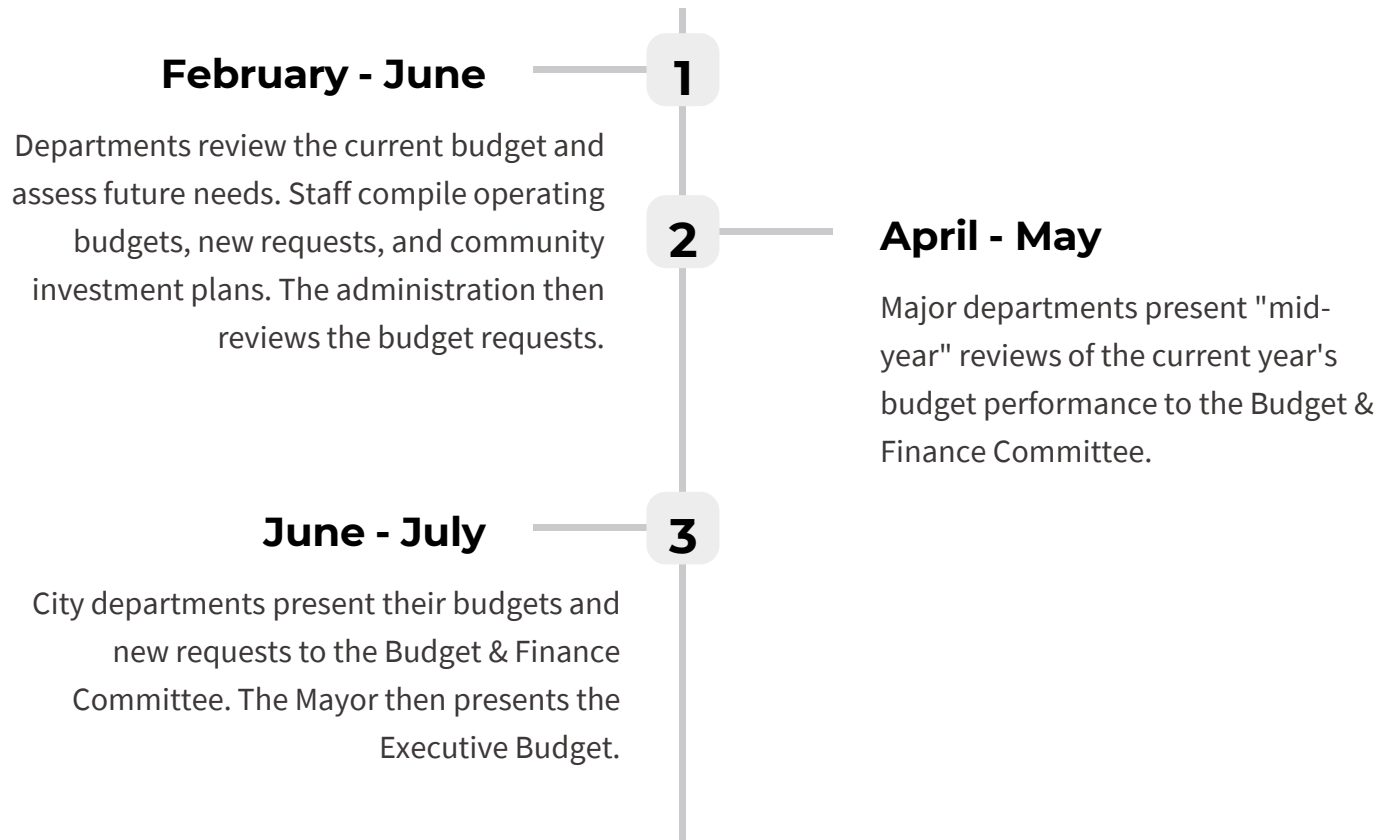 February - June
1
Departments review the current budget and
assess future needs. Staff compile operating
budgets, new requests, and community
investment plans. The administration then
reviews the budget requests.
2
April - May
Major departments present "mid-
year" reviews of the current year's
budget performance to the Budget &
Finance Committee.
June - July
3
City departments present their budgets and
new requests to the Budget & Finance
Committee. The Mayor then presents the
Executive Budget.